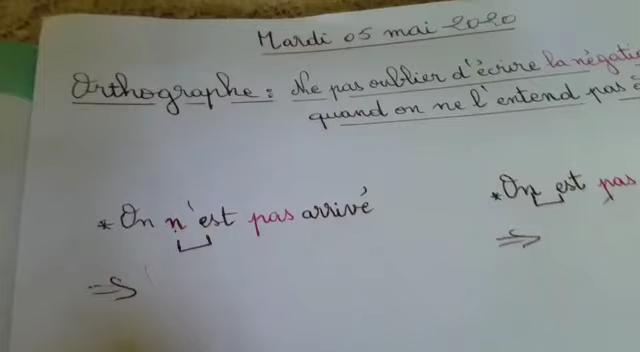 Mardi 05 mai 2020
Orthographe : Ne pas oublier d'écrire la négati
quand on ne l'entend pas
* On n'est pas arrivé
* On est pas
⇒
⇒